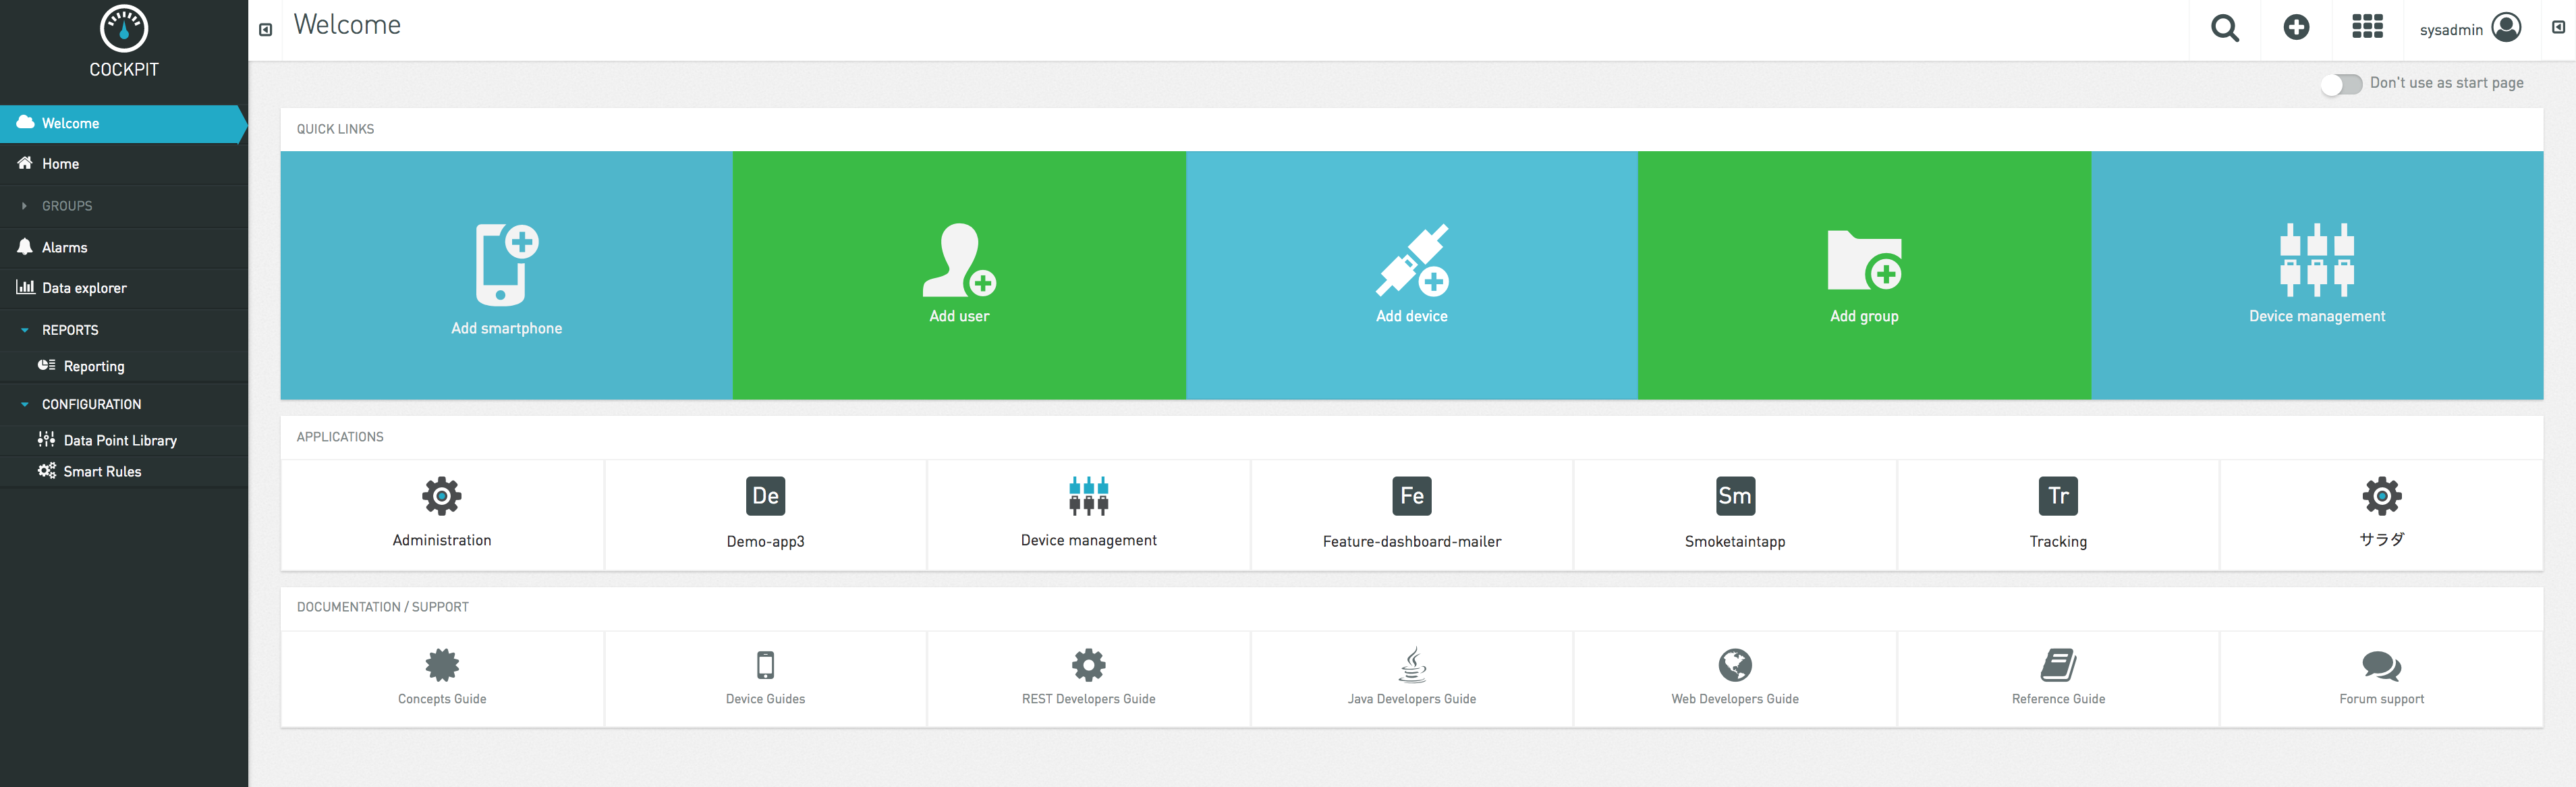 COCKPIT
Welcome
Home
GROUPS
Alarms
Data explorer
REPORTS
Reporting
CONFIGURATION
Data Point Library
Smart Rules
Welcome
sysadmin
Don't use as start page
QUICK LINKS
Add smartphone
Add user
Add device
Add group
Device management
APPLICATIONS
De
Fe
Sm
Tr
Administration
Demo-app3
Device management
Feature-dashboard-mailer
Smoketaintapp
Tracking
サラダ
DOCUMENTATION / SUPPORT
Concepts Guide
Device Guides
REST Developers Guide
Java Developers Guide
Web Developers Guide
Reference Guide
Forum support